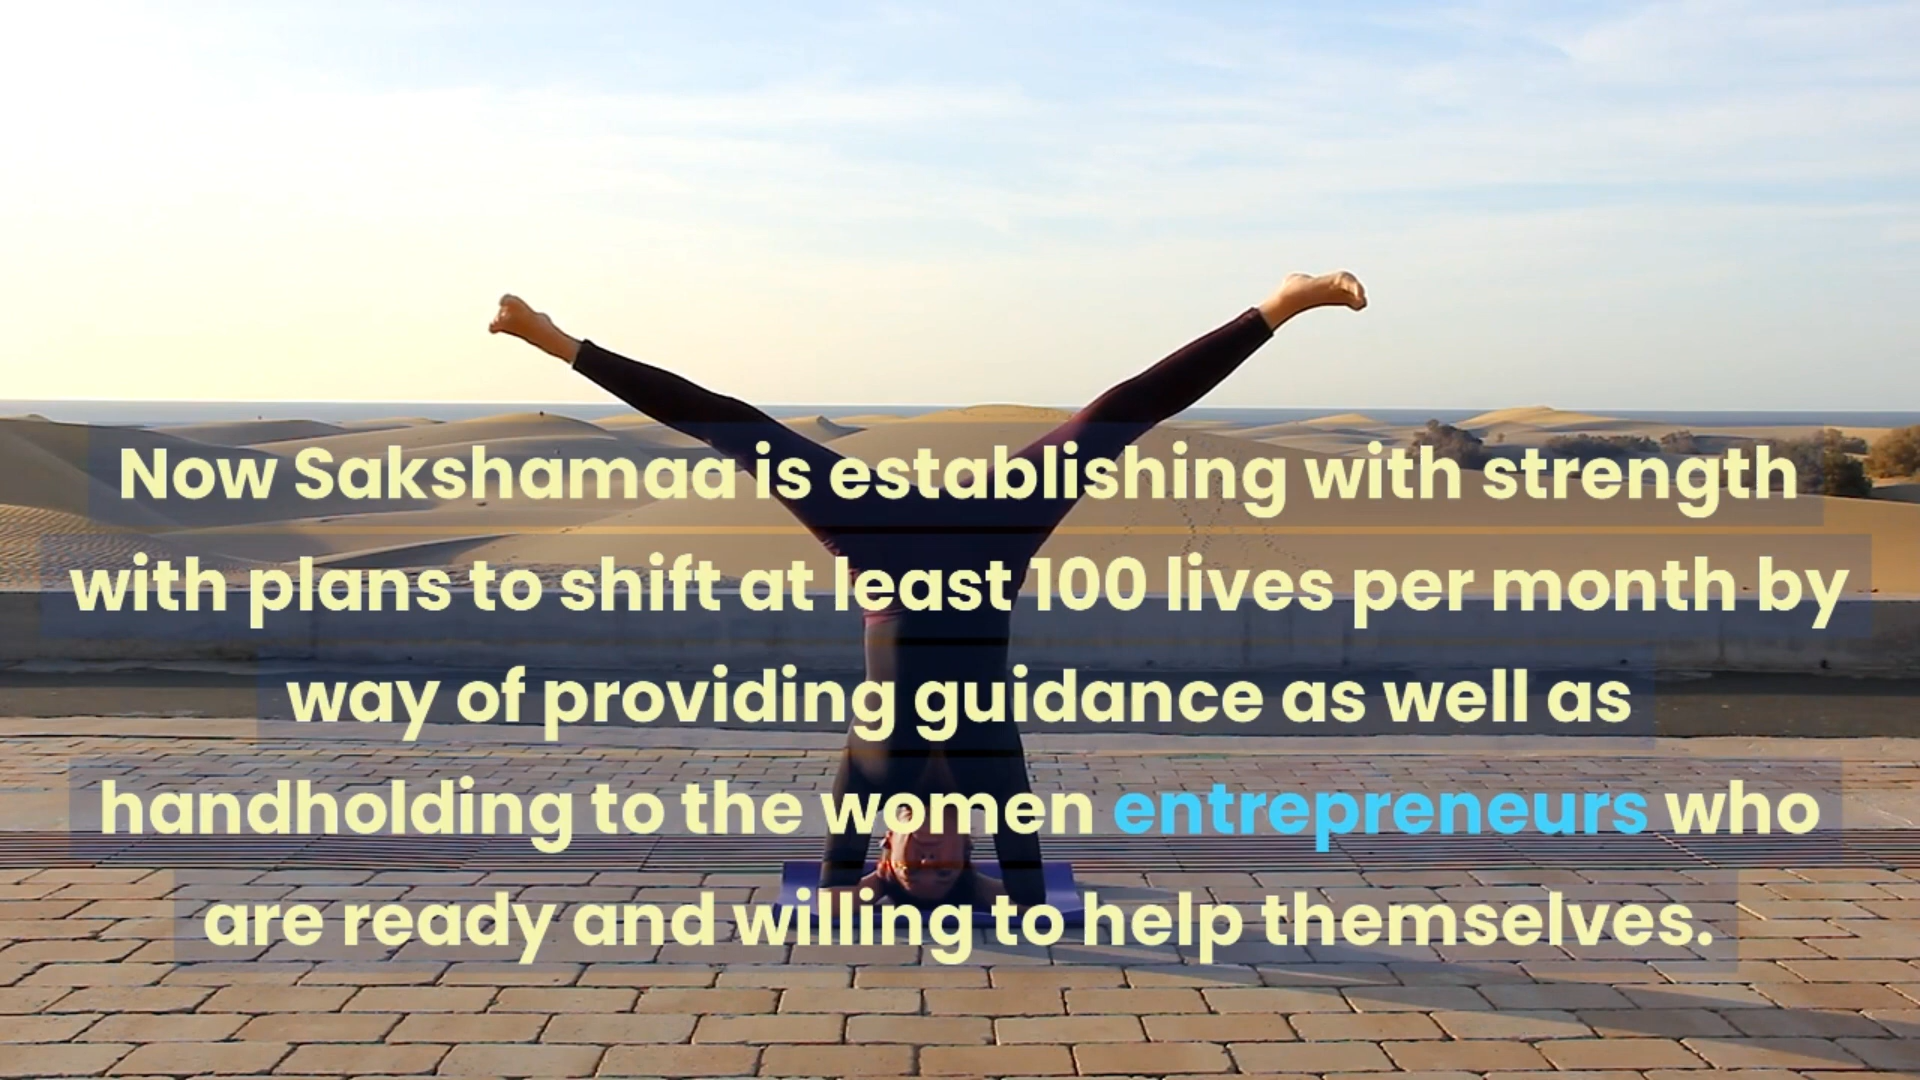 Now Sakshamaa is establishing with strength
with plans to shift at least 100 lives per month by
way of providing guidance as well as
handholding to the women entrepreneurs who
are ready and willing to help themselves.